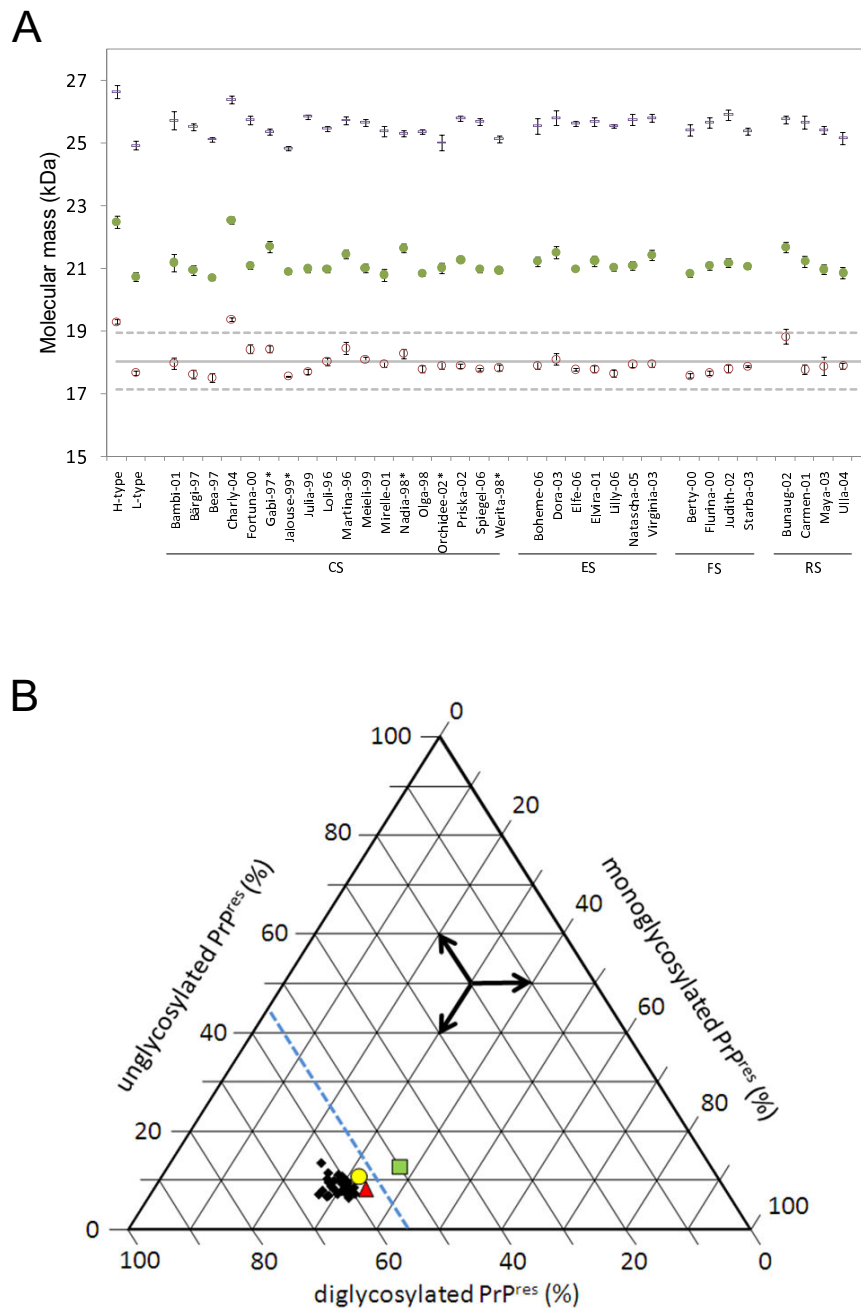 A
Molecular mass (kDa)
27
25
23
21
19
17
15
H-type
L-type
Bambi-01
Bärgi-97
Bea-97
Charly-04
Fortuna-00
Gabi-97*
Jalouse-99*
Julia-99
Loli-96
Martina-96
Meieli-99
Mirelle-01
Nadia-98*
Olga-98
Orchidee-02*
Priska-02
Spiegel-06
Werita-98*
Boheme-06
Dora-03
Elfe-06
Elvira-01
Lilly-06
Natascha-05
Virginia-03
Berty-00
Flurina-00
Judith-02
Starba-03
Bunaug-02
Carmen-01
Maya-03
Ulla-04
CS
ES
FS
RS
B
unglycosylated PrPres (%)
100
80
60
40
20
0
monoglycosylated PrPres (%)
0
20
40
60
80
100
100
80
60
40
20
0
diglycosylated PrPres (%)